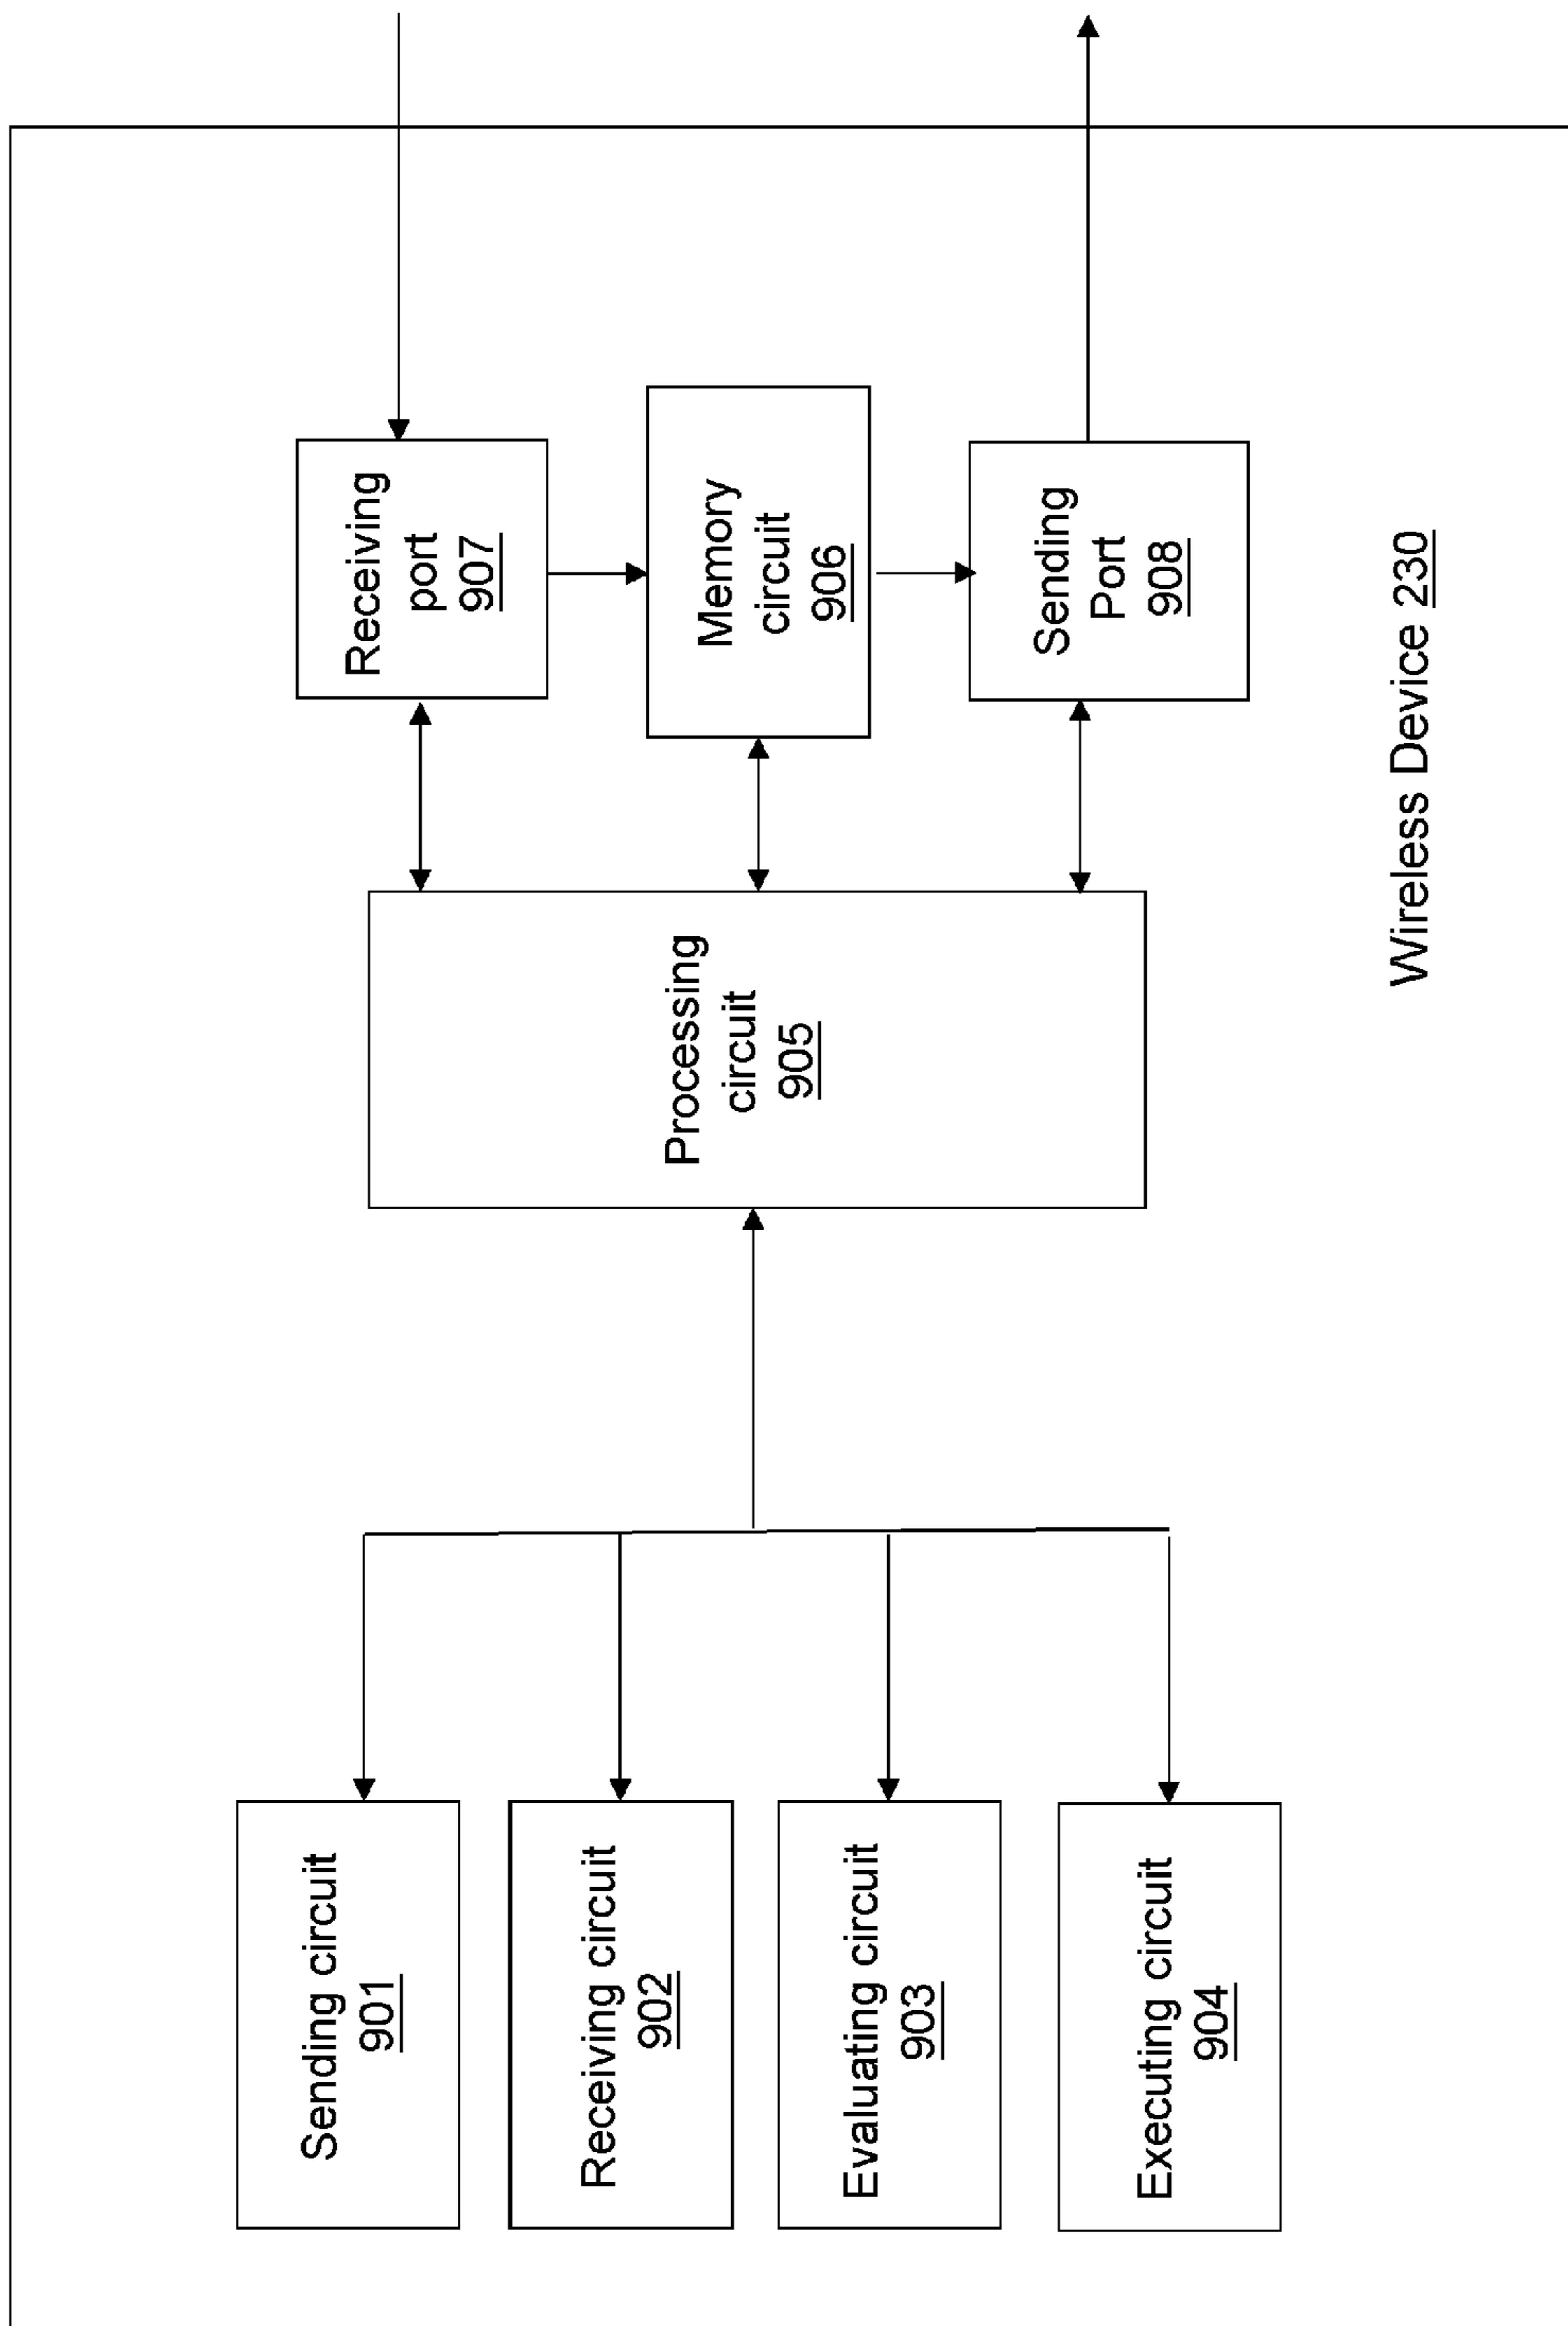 Sending circuit
901
Receiving circuit
902
Evaluating circuit
903
Executing circuit
904
Processing
circuit
905
Receiving
port
907
Memory
circuit
906
Sending
Port
908
Wireless Device 230